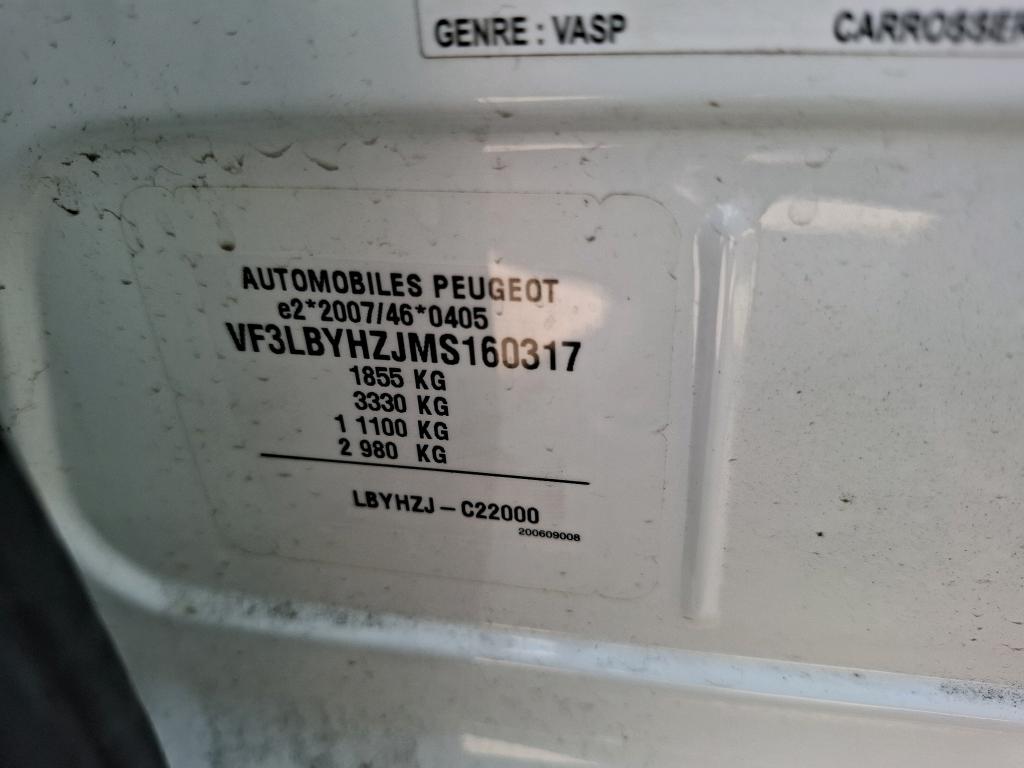 GENRE : VASP CARROSSER
AUTOMOBILES PEUGEOT
e2*2007/46*0405
VF3LBYHZJMS160317
1855 KG
3330 KG
1 1100 KG
2 980 KG
LBYHZJ – C22000
200609008